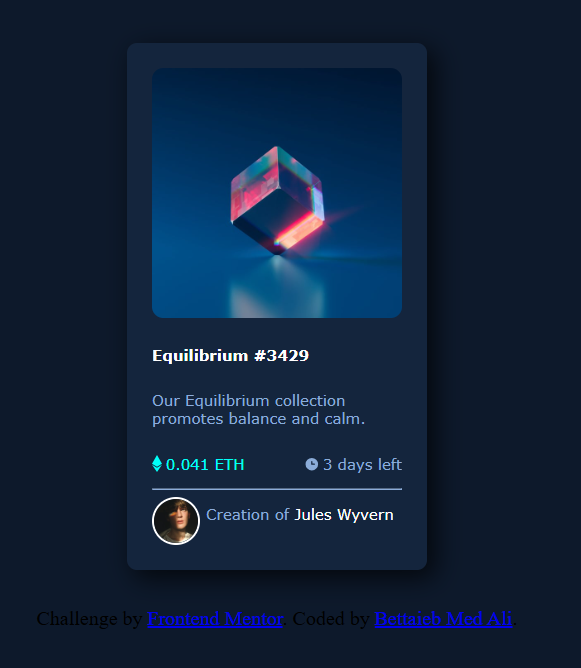 Equilibrium #3429
Our Equilibrium collection
promotes balance and calm.
0.041 ETH 3 days left
Creation of Jules Wyvern
Challenge by Frontend Mentor. Coded by Bettaieb Med Ali.